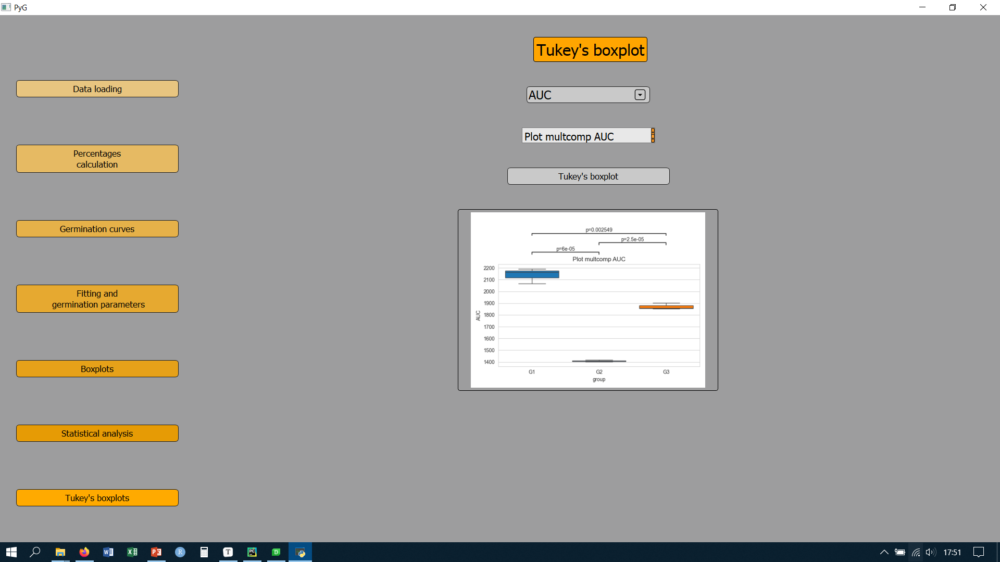 PyG
Tukey's boxplot
AUC
Plot multcomp AUC
Tukey's boxplot
Data loading
Percentages
calculation
Germination curves
Fitting and
germination parameters
Boxplots
Statistical analysis
Tukey's boxplots
p=0.002549
p=2.5e-05
p=6e-05
Plot multcomp AUC
2200
2100
2000
1900
1800
1700
1600
1500
1400
AUC
G1 G2 G3
group
W X P R T PC D
17:51